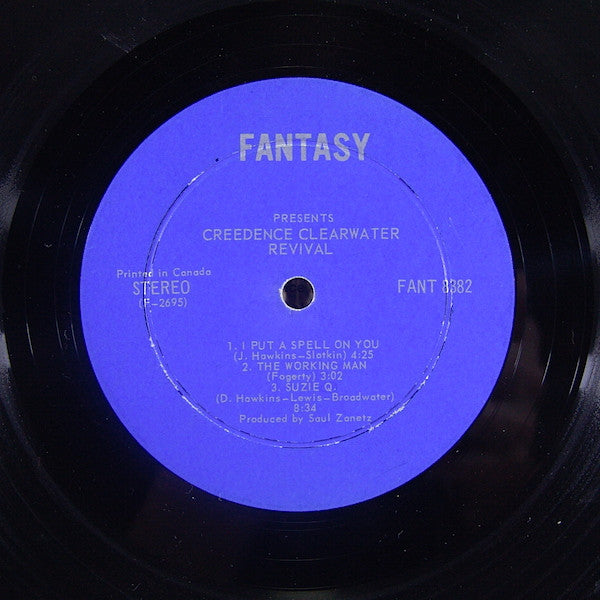 FANTASY
PRESENTS
CREEDENCE CLEARWATER
REVIVAL
Printed in Canada
STEREO
(F-2695)
FANT 8382
1. I PUT A SPELL ON YOU
(J. Hawkins—Slotkin) 4:25
2. THE WORKING MAN
(Fogerty) 3:02
3. SUZIE Q.
(D. Hawkins—Lewis—Broadwater)
8:34
Produced by Saul Zanetz